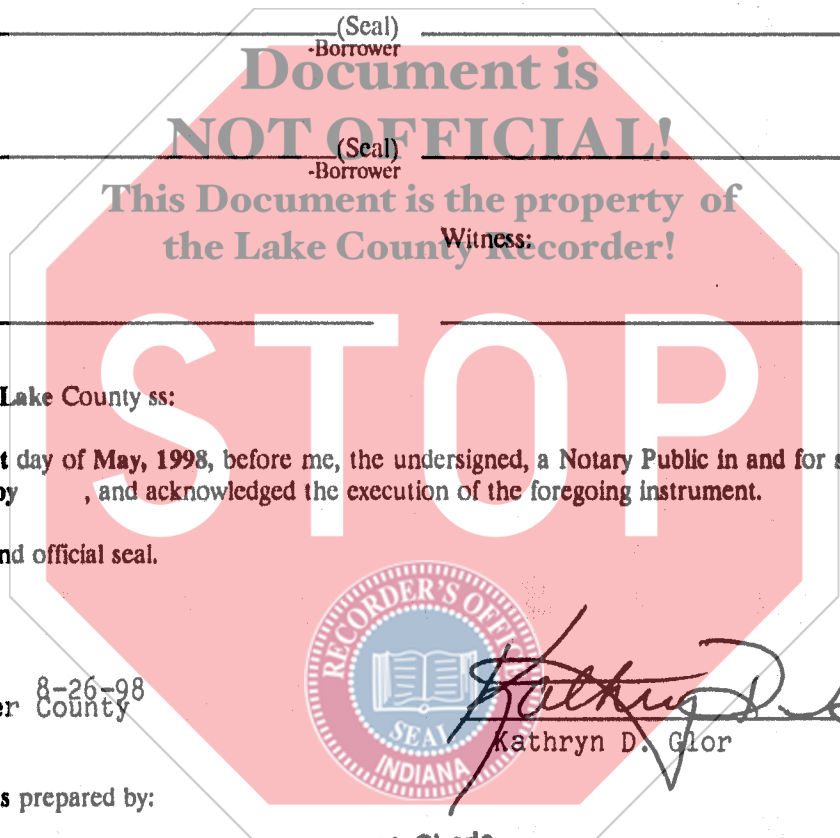 (Seal)
-Borrower
Document is
NOT OFFICIAL!
(Seal)
-Borrower
This Document is the property of
the Lake County Recorder!
Witness:
STOP
Lake County ss:
t day of May, 1998, before me, the undersigned, a Notary Public in and for s
by , and acknowledged the execution of the foregoing instrument.
nd official seal.
RECORDER'S OFFICE
SEAL
INDIANA
8-26-98
er County
Kathryn D.
Kathryn D. Glor
s prepared by: